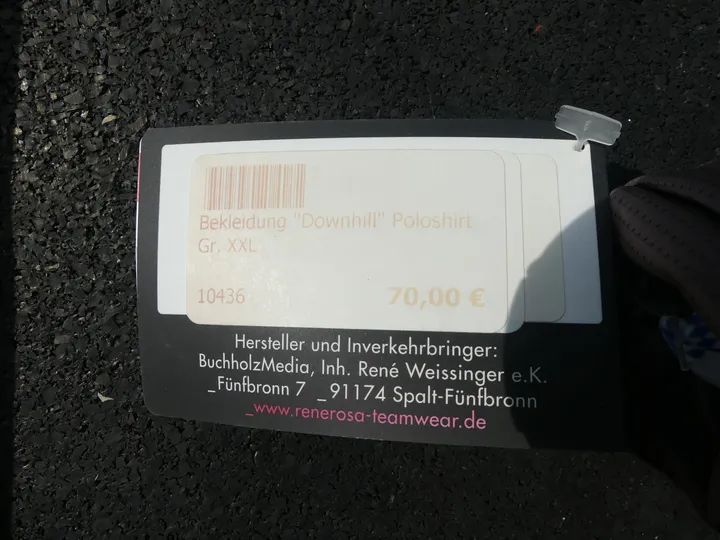 Bekleidung "Downhill" Poloshirt
Gr. XXL
10436
70,00 €
Hersteller und Inverkehrbringer:
BuchholzMedia, Inh. René Weissinger e.K.
_Fünfbronn 7 _91174 Spalt-Fünfbronn
_www.renerosa-teamwear.de